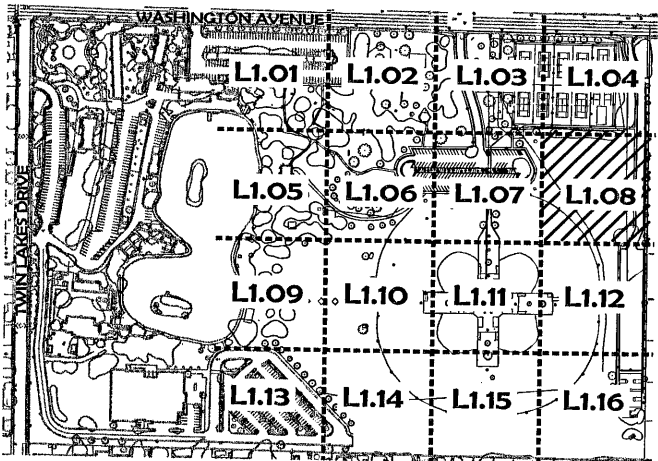 WASHINGTON AVENUE
L1.01 L1.02 L1.03 L1.04
L1.05 L1.06 L1.07 L1.08
TWIN LAKES DRIVE
L1.09 L1.10 L1.11 L1.12
L1.13 L1.14 L1.15 L1.16